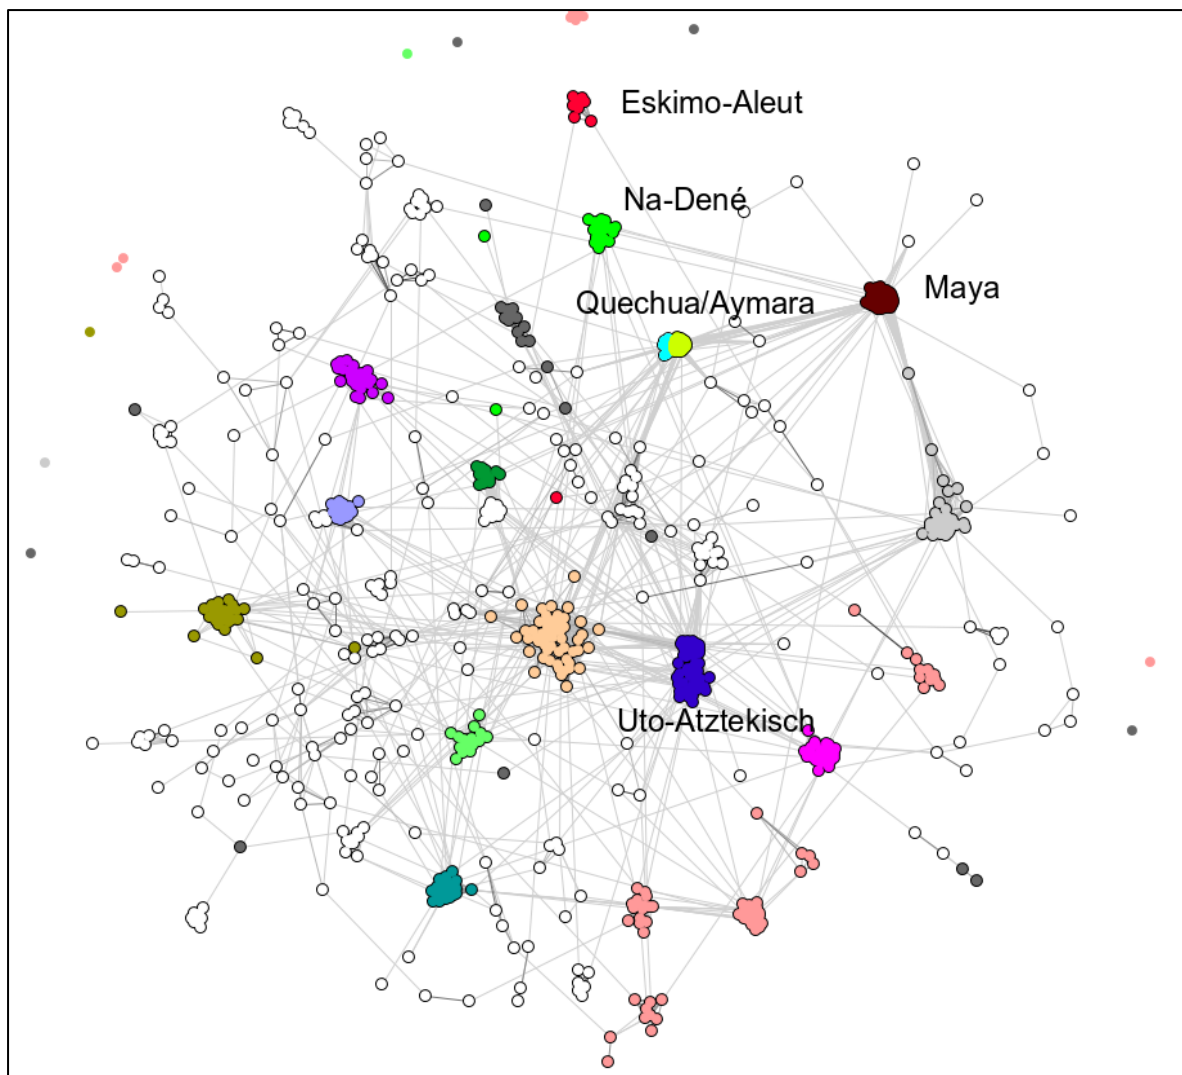 Eskimo-Aleut
Na-Dené
Quechua/Aymara
Maya
Uto-Atztekisch